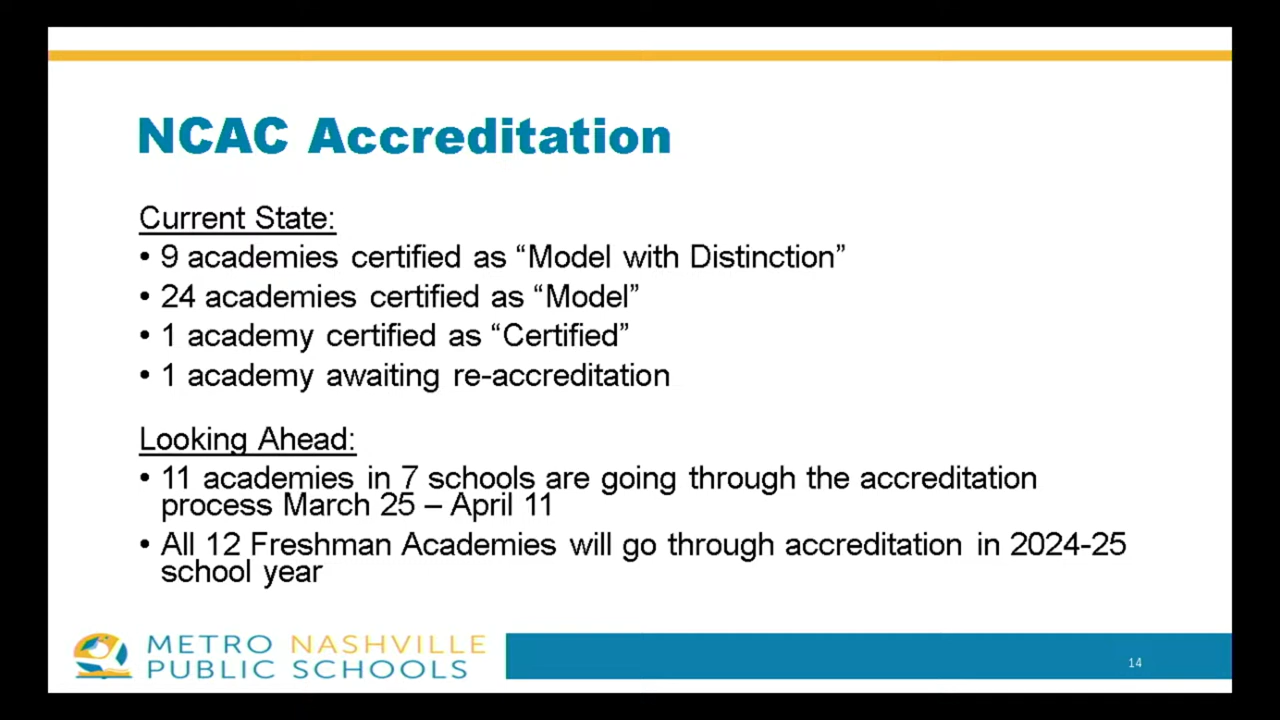 NCAC Accreditation
Current State:
• 9 academies certified as “Model with Distinction”
• 24 academies certified as “Model”
• 1 academy certified as “Certified”
• 1 academy awaiting re-accreditation
Looking Ahead:
• 11 academies in 7 schools are going through the accreditation
process March 25 – April 11
• All 12 Freshman Academies will go through accreditation in 2024-25
school year
METRO NASHVILLE
PUBLIC SCHOOLS
14